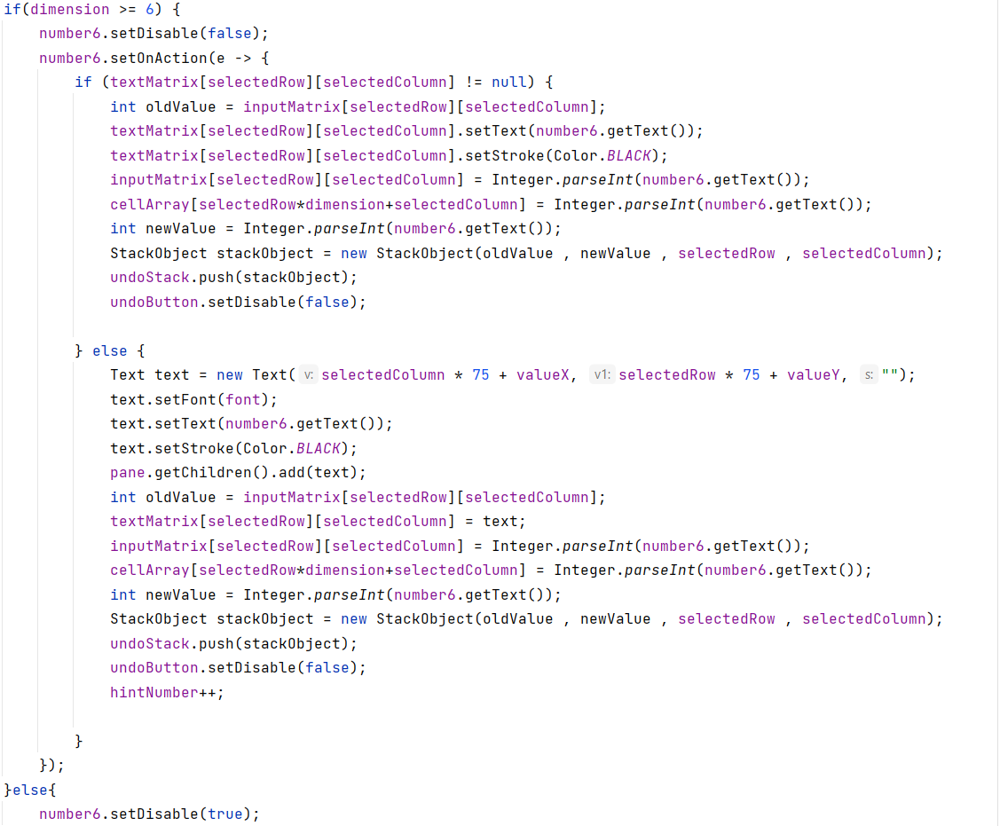 if(dimension >= 6) {
    number6.setDisable(false);
    number6.setOnAction(e -> {
        if (textMatrix[selectedRow][selectedColumn] != null) {
            int oldValue = inputMatrix[selectedRow][selectedColumn];
            textMatrix[selectedRow][selectedColumn].setText(number6.getText());
            textMatrix[selectedRow][selectedColumn].setStroke(Color.BLACK);
            inputMatrix[selectedRow][selectedColumn] = Integer.parseInt(number6.getText());
            cellArray[selectedRow*dimension+selectedColumn] = Integer.parseInt(number6.getText());
            int newValue = Integer.parseInt(number6.getText());
            StackObject stackObject = new StackObject(oldValue , newValue , selectedRow , selectedColumn);
            undoStack.push(stackObject);
            undoButton.setDisable(false);

        } else {
            Text text = new Text( v: selectedColumn * 75 + valueX, v1: selectedRow * 75 + valueY, s: "");
            text.setFont(font);
            text.setText(number6.getText());
            text.setStroke(Color.BLACK);
            pane.getChildren().add(text);
            int oldValue = inputMatrix[selectedRow][selectedColumn];
            textMatrix[selectedRow][selectedColumn] = text;
            inputMatrix[selectedRow][selectedColumn] = Integer.parseInt(number6.getText());
            cellArray[selectedRow*dimension+selectedColumn] = Integer.parseInt(number6.getText());
            int newValue = Integer.parseInt(number6.getText());
            StackObject stackObject = new StackObject(oldValue , newValue , selectedRow , selectedColumn);
            undoStack.push(stackObject);
            undoButton.setDisable(false);
            hintNumber++;

        }
    });
}else{
    number6.setDisable(true);